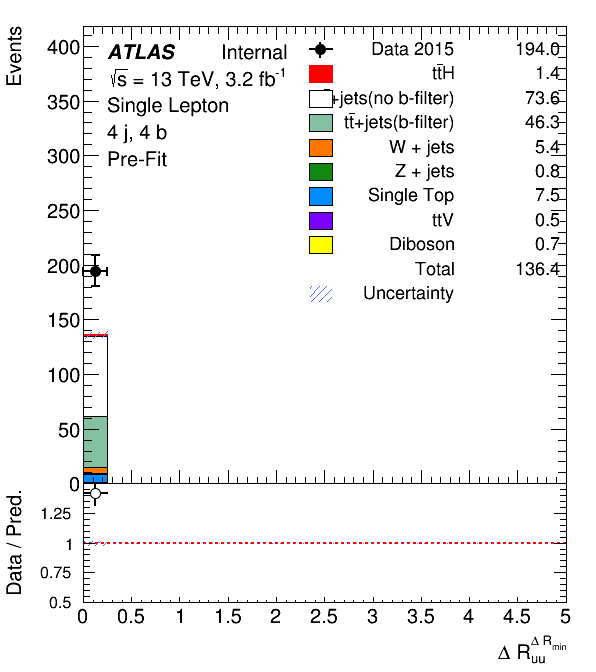 Events
400
350
300
250
200
150
100
50
0
ATLAS Internal
√s = 13 TeV, 3.2 fb⁻¹
Single Lepton
4 j, 4 b
Pre-Fit
Data 2015 194.0
tt̄H 1.4
+jets(no b-filter) 73.6
tt̄+jets(b-filter) 46.3
W + jets 5.4
Z + jets 0.8
Single Top 7.5
ttV 0.5
Diboson 0.7
Total 136.4
Uncertainty
Data / Pred.
1.25
1
0.75
0.5
0 0.5 1 1.5 2 2.5 3 3.5 4 4.5 5
Δ R_uu^Δ R_min